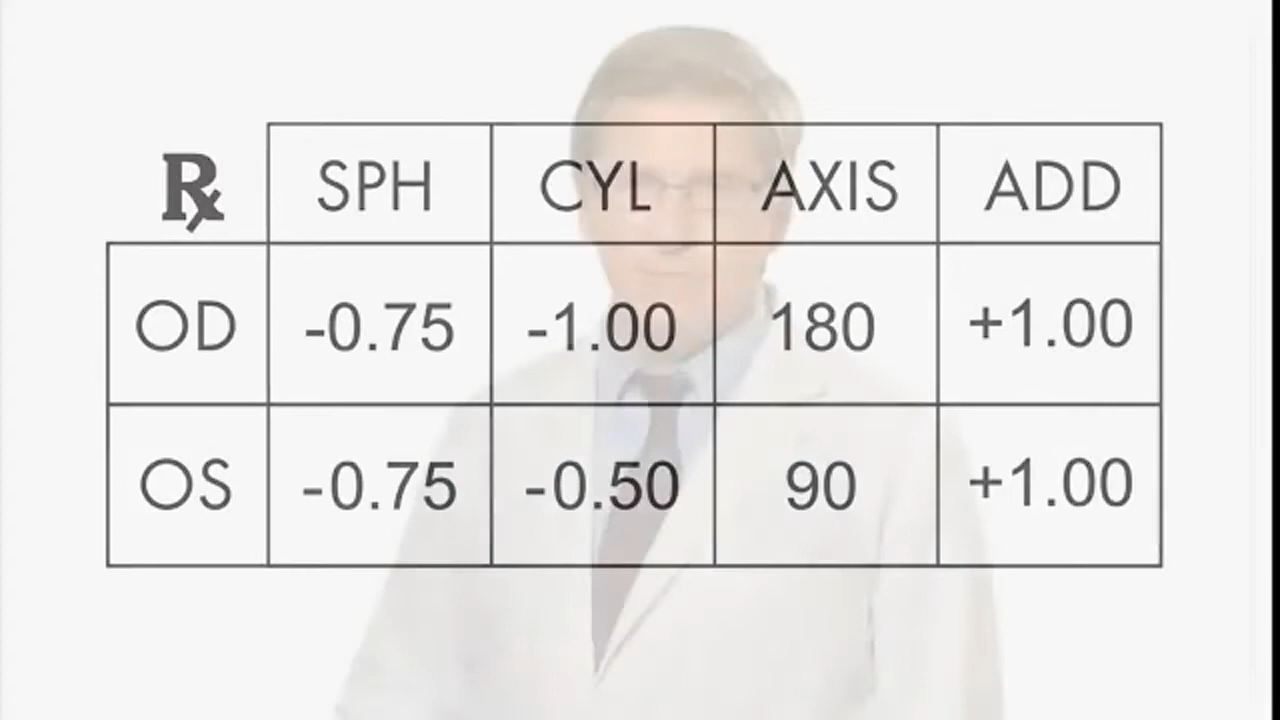 ℞ SPH CYL AXIS ADD
OD -0.75 -1.00 180 +1.00
OS -0.75 -0.50 90 +1.00